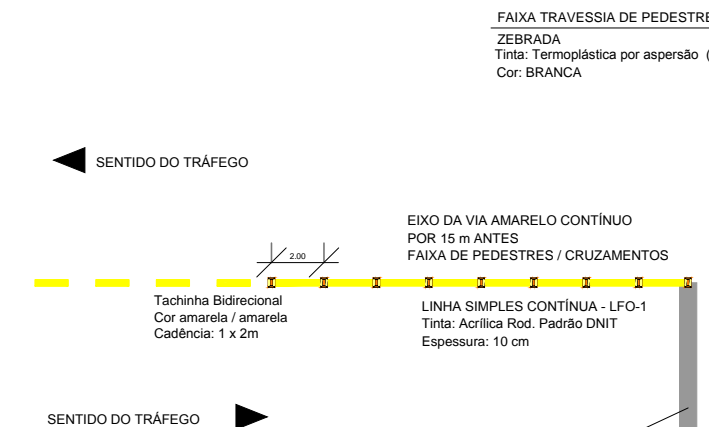 FAIXA TRAVESSIA DE PEDESTRE
ZEBRADA
Tinta: Termoplástica por aspersão (
Cor: BRANCA
SENTIDO DO TRÁFEGO
EIXO DA VIA AMARELO CONTÍNUO
POR 15 m ANTES
FAIXA DE PEDESTRES / CRUZAMENTOS
2.00
Tachinha Bidirecional
Cor amarela / amarela
Cadência: 1 x 2m
LINHA SIMPLES CONTÍNUA - LFO-1
Tinta: Acrílica Rod. Padrão DNIT
Espessura: 10 cm
SENTIDO DO TRÁFEGO